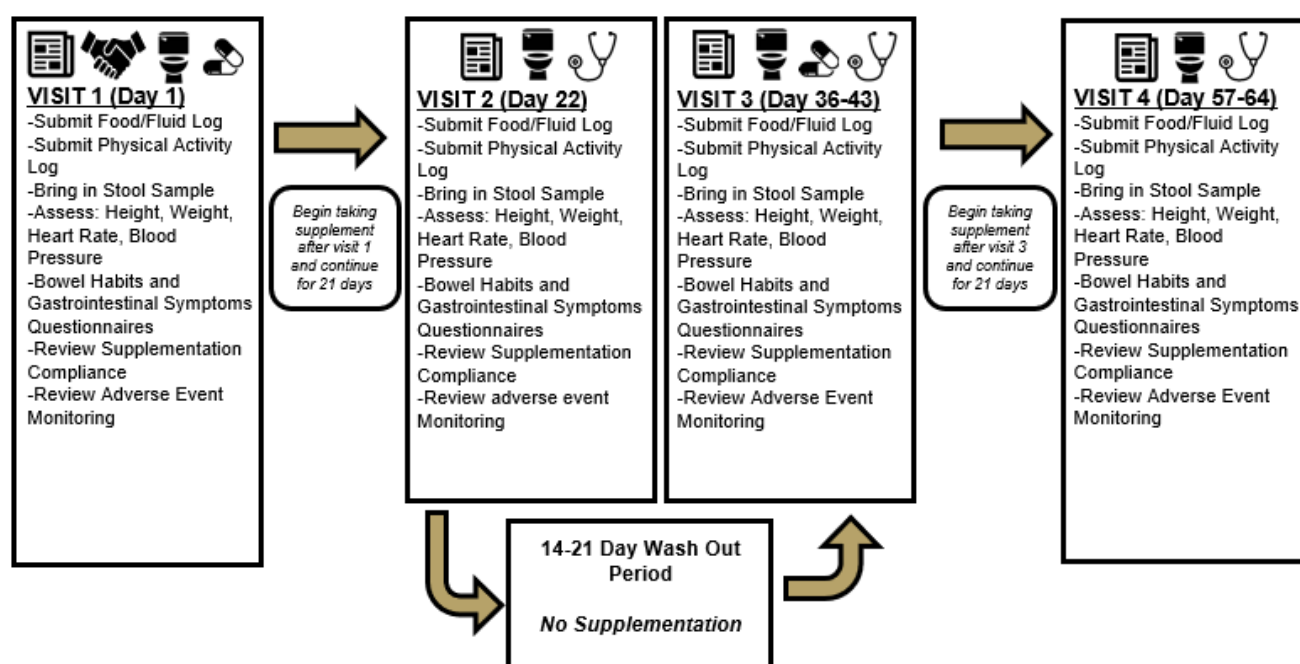 VISIT 1 (Day 1)
-Submit Food/Fluid Log
-Submit Physical Activity
Log
-Bring in Stool Sample
-Assess: Height, Weight,
Heart Rate, Blood
Pressure
-Bowel Habits and
Gastrointestinal Symptoms
Questionnaires
-Review Supplementation
Compliance
-Review Adverse Event
Monitoring
Begin taking
supplement
after visit 1
and continue
for 21 days
VISIT 2 (Day 22)
-Submit Food/Fluid Log
-Submit Physical Activity
Log
-Bring in Stool Sample
-Assess: Height, Weight,
Heart Rate, Blood
Pressure
-Bowel Habits and
Gastrointestinal Symptoms
Questionnaires
-Review Supplementation
Compliance
-Review adverse event
Monitoring
14-21 Day Wash Out
Period
No Supplementation
VISIT 3 (Day 36-43)
-Submit Food/Fluid Log
-Submit Physical Activity
Log
-Bring in Stool Sample
-Assess: Height, Weight,
Heart Rate, Blood
Pressure
-Bowel Habits and
Gastrointestinal Symptoms
Questionnaires
-Review Supplementation
Compliance
-Review Adverse Event
Monitoring
Begin taking
supplement
after visit 3
and continue
for 21 days
VISIT 4 (Day 57-64)
-Submit Food/Fluid Log
-Submit Physical Activity
Log
-Bring in Stool Sample
-Assess: Height, Weight,
Heart Rate, Blood
Pressure
-Bowel Habits and
Gastrointestinal Symptoms
Questionnaires
-Review Supplementation
Compliance
-Review Adverse Event
Monitoring